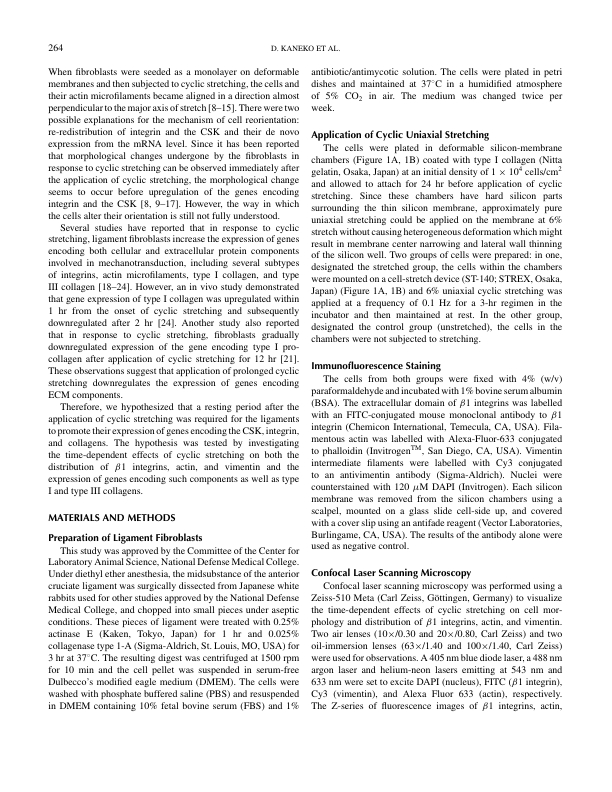 264
D. KANEKO ET AL.
When fibroblasts were seeded as a monolayer on deformable
membranes and then subjected to cyclic stretching, the cells and
their actin microfilaments became aligned in a direction almost
perpendicular to the major axis of stretch [8–15]. There were two
possible explanations for the mechanism of cell reorientation:
re-redistribution of integrin and the CSK and their de novo
expression from the mRNA level. Since it has been reported
that morphological changes undergone by the fibroblasts in
response to cyclic stretching can be observed immediately after
the application of cyclic stretching, the morphological change
seems to occur before upregulation of the genes encoding
integrin and the CSK [8, 9–17]. However, the way in which
the cells alter their orientation is still not fully understood.
Several studies have reported that in response to cyclic
stretching, ligament fibroblasts increase the expression of genes
encoding both cellular and extracellular protein components
involved in mechanotransduction, including several subtypes
of integrins, actin microfilaments, type I collagen, and type
III collagen [18–24]. However, an in vivo study demonstrated
that gene expression of type I collagen was upregulated within
1 hr from the onset of cyclic stretching and subsequently
downregulated after 2 hr [24]. Another study also reported
that in response to cyclic stretching, fibroblasts gradually
downregulated expression of the gene encoding type I pro-
collagen after application of cyclic stretching for 12 hr [21].
These observations suggest that application of prolonged cyclic
stretching downregulates the expression of genes encoding
ECM components.
Therefore, we hypothesized that a resting period after the
application of cyclic stretching was required for the ligaments
to promote their expression of genes encoding the CSK, integrin,
and collagens. The hypothesis was tested by investigating
the time-dependent effects of cyclic stretching on both the
distribution of β1 integrins, actin, and vimentin and the
expression of genes encoding such components as well as type
I and type III collagens.
MATERIALS AND METHODS
Preparation of Ligament Fibroblasts
This study was approved by the Committee of the Center for
Laboratory Animal Science, National Defense Medical College.
Under diethyl ether anesthesia, the midsubstance of the anterior
cruciate ligament was surgically dissected from Japanese white
rabbits used for other studies approved by the National Defense
Medical College, and chopped into small pieces under aseptic
conditions. These pieces of ligament were treated with 0.25%
actinase E (Kaken, Tokyo, Japan) for 1 hr and 0.025%
collagenase type 1-A (Sigma-Aldrich, St. Louis, MO, USA) for
3 hr at 37°C. The resulting digest was centrifuged at 1500 rpm
for 10 min and the cell pellet was suspended in serum-free
Dulbecco's modified eagle medium (DMEM). The cells were
washed with phosphate buffered saline (PBS) and resuspended
in DMEM containing 10% fetal bovine serum (FBS) and 1%
antibiotic/antimycotic solution. The cells were plated in petri
dishes and maintained at 37°C in a humidified atmosphere
of 5% CO2 in air. The medium was changed twice per
week.
Application of Cyclic Uniaxial Stretching
The cells were plated in deformable silicon-membrane
chambers (Figure 1A, 1B) coated with type I collagen (Nitta
gelatin, Osaka, Japan) at an initial density of 1 × 10⁴ cells/cm²
and allowed to attach for 24 hr before application of cyclic
stretching. Since these chambers have hard silicon parts
surrounding the thin silicon membrane, approximately pure
uniaxial stretching could be applied on the membrane at 6%
stretch without causing heterogeneous deformation which might
result in membrane center narrowing and lateral wall thinning
of the silicon well. Two groups of cells were prepared: in one,
designated the stretched group, the cells within the chambers
were mounted on a cell-stretch device (ST-140; STREX, Osaka,
Japan) (Figure 1A, 1B) and 6% uniaxial cyclic stretching was
applied at a frequency of 0.1 Hz for a 3-hr regimen in the
incubator and then maintained at rest. In the other group,
designated the control group (unstretched), the cells in the
chambers were not subjected to stretching.
Immunofluorescence Staining
The cells from both groups were fixed with 4% (w/v)
paraformaldehyde and incubated with 1% bovine serum albumin
(BSA). The extracellular domain of β1 integrins was labelled
with an FITC-conjugated mouse monoclonal antibody to β1
integrin (Chemicon International, Temecula, CA, USA). Fila-
mentous actin was labelled with Alexa-Fluor-633 conjugated
to phalloidin (Invitrogen™, San Diego, CA, USA). Vimentin
intermediate filaments were labelled with Cy3 conjugated
to an antivimentin antibody (Sigma-Aldrich). Nuclei were
counterstained with 120 μM DAPI (Invitrogen). Each silicon
membrane was removed from the silicon chambers using a
scalpel, mounted on a glass slide cell-side up, and covered
with a cover slip using an antifade reagent (Vector Laboratories,
Burlingame, CA, USA). The results of the antibody alone were
used as negative control.
Confocal Laser Scanning Microscopy
Confocal laser scanning microscopy was performed using a
Zeiss-510 Meta (Carl Zeiss, Göttingen, Germany) to visualize
the time-dependent effects of cyclic stretching on cell mor-
phology and distribution of β1 integrins, actin, and vimentin.
Two air lenses (10×/0.30 and 20×/0.80, Carl Zeiss) and two
oil-immersion lenses (63×/1.40 and 100×/1.40, Carl Zeiss)
were used for observations. A 405 nm blue diode laser, a 488 nm
argon laser and helium-neon lasers emitting at 543 nm and
633 nm were set to excite DAPI (nucleus), FITC (β1 integrin),
Cy3 (vimentin), and Alexa Fluor 633 (actin), respectively.
The Z-series of fluorescence images of β1 integrins, actin,